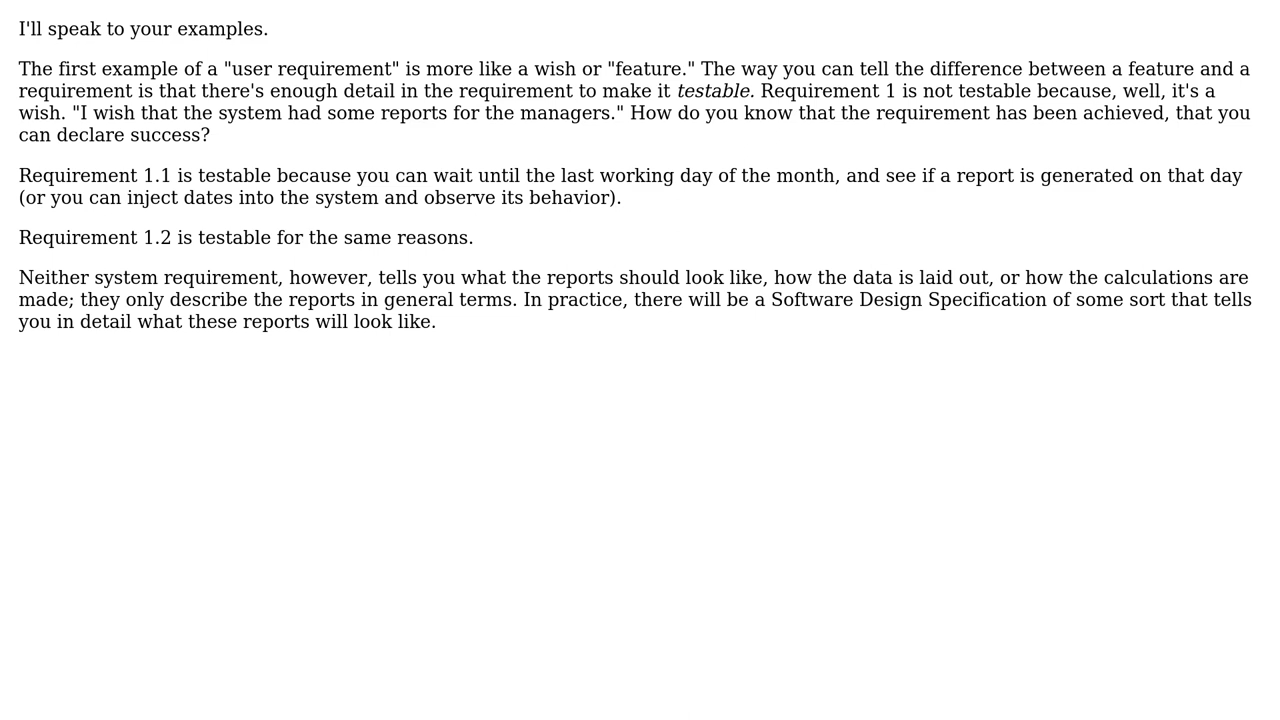 I'll speak to your examples.
The first example of a "user requirement" is more like a wish or "feature." The way you can tell the difference between a feature and a
requirement is that there's enough detail in the requirement to make it testable. Requirement 1 is not testable because, well, it's a
wish. "I wish that the system had some reports for the managers." How do you know that the requirement has been achieved, that you
can declare success?
Requirement 1.1 is testable because you can wait until the last working day of the month, and see if a report is generated on that day
(or you can inject dates into the system and observe its behavior).
Requirement 1.2 is testable for the same reasons.
Neither system requirement, however, tells you what the reports should look like, how the data is laid out, or how the calculations are
made; they only describe the reports in general terms. In practice, there will be a Software Design Specification of some sort that tells
you in detail what these reports will look like.